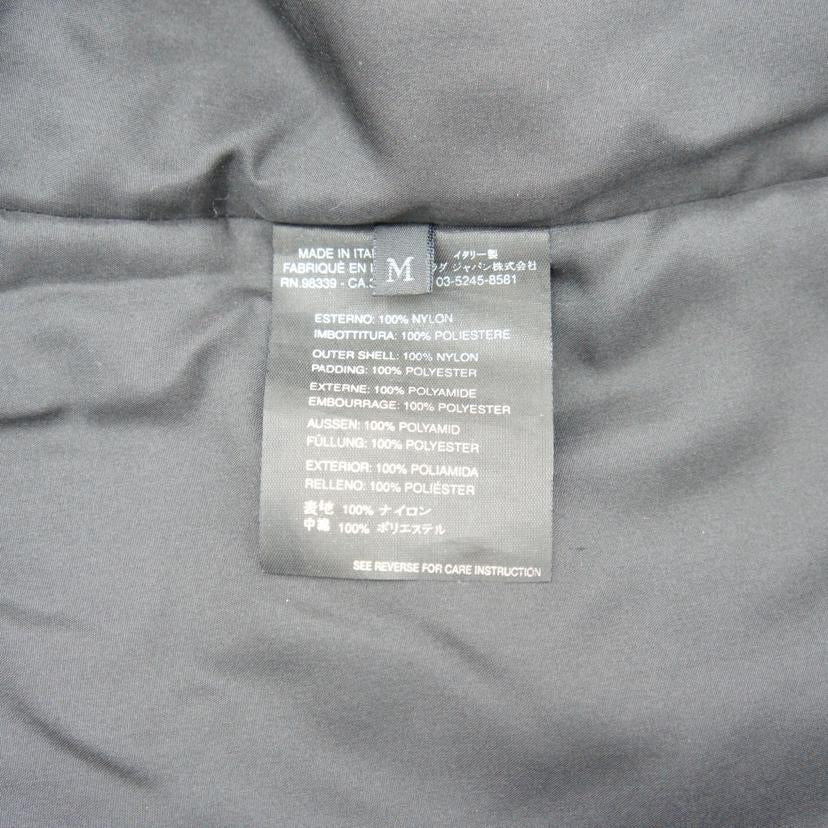 MADE IN ITA
イタリー製
FABRIQUÉ EN
ジャパン株式会社
RN.98339 - CA.
03-5245-8581
M
ESTERNO: 100% NYLON
IMBOTTITURA: 100% POLIESTERE
OUTER SHELL: 100% NYLON
PADDING: 100% POLYESTER
EXTERNE: 100% POLYAMIDE
EMBOURRAGE: 100% POLYESTER
AUSSEN: 100% POLYAMID
FÜLLUNG: 100% POLYESTER
EXTERIOR: 100% POLIAMIDA
RELLENO: 100% POLIÉSTER
表地 100% ナイロン
中綿 100% ポリエステル
SEE REVERSE FOR CARE INSTRUCTION